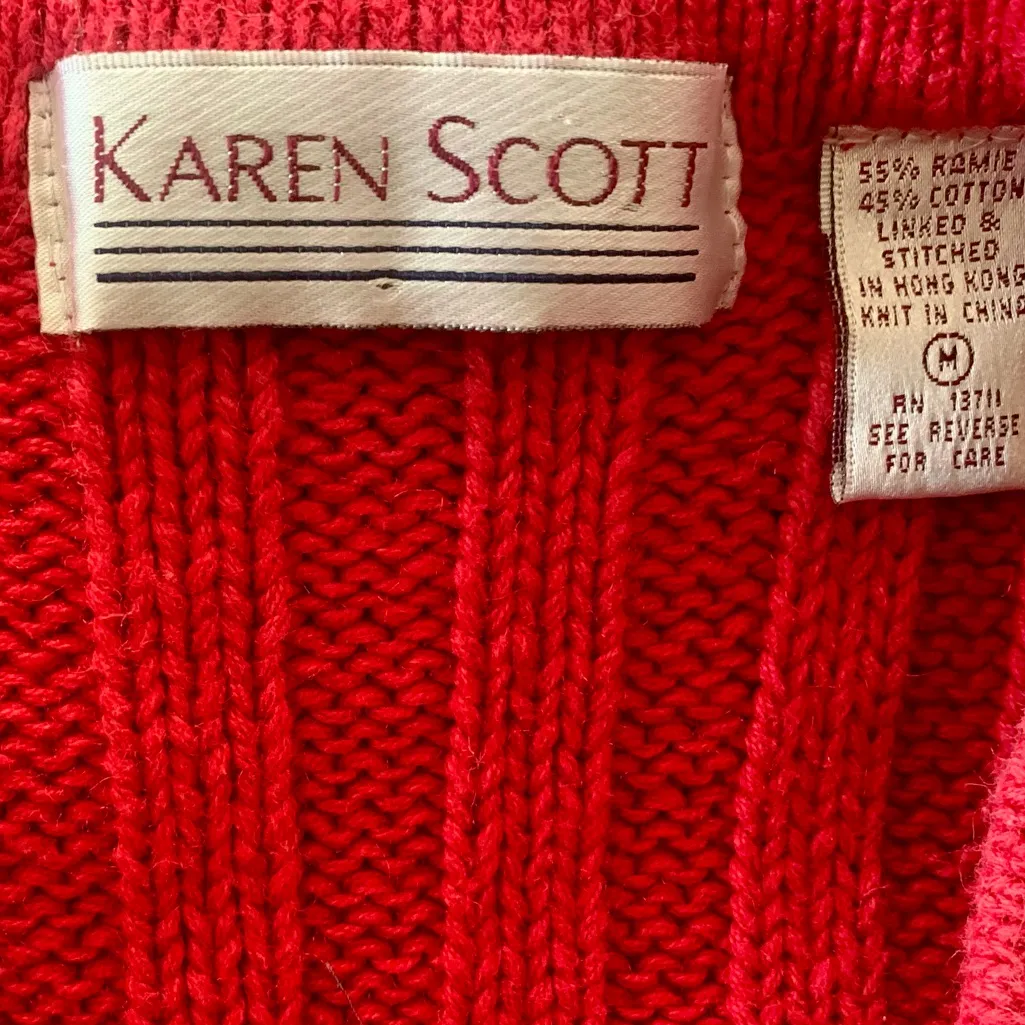 KAREN SCOTT
55% RAMIE
45% COTTON
LINKED &
STITCHED
IN HONG KONG
KNIT IN CHINA
M
RN 13711
SEE REVERSE
FOR CARE